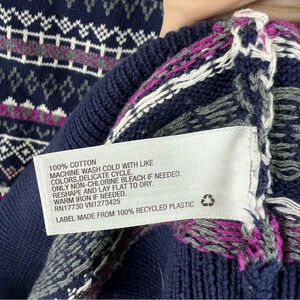 100% COTTON
MACHINE WASH COLD WITH LIKE
COLORS,DELICATE CYCLE.
ONLY NON-CHLORINE BLEACH IF NEEDED.
RESHAPE AND LAY FLAT TO DRY.
WARM IRON IF NEEDED.
RN17730 VN1273425
LABEL MADE FROM 100% RECYCLED PLASTIC